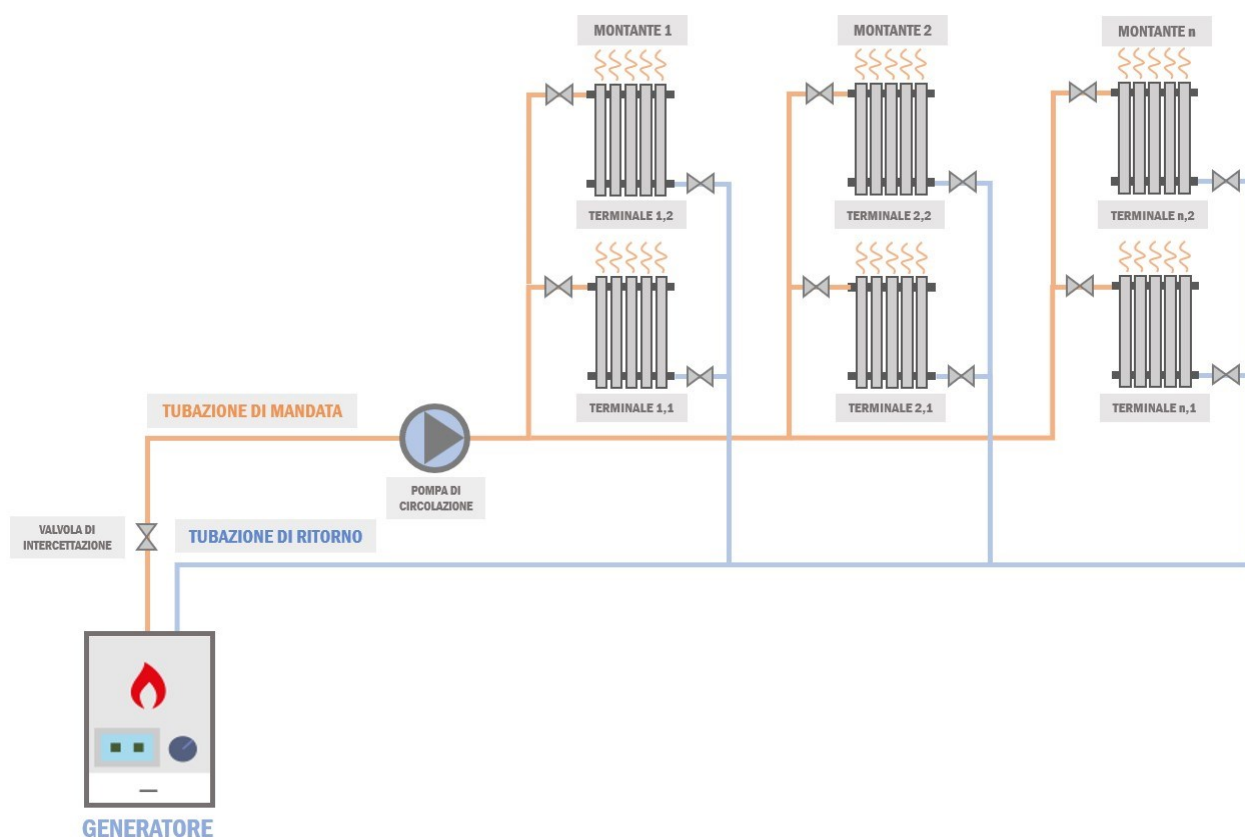 MONTANTE 1
MONTANTE 2
MONTANTE n
TERMINALE 1,2
TERMINALE 2,2
TERMINALE n,2
TERMINALE 1,1
TERMINALE 2,1
TERMINALE n,1
TUBAZIONE DI MANDATA
POMPA DI
CIRCOLAZIONE
VALVOLA DI
INTERCETTAZIONE
TUBAZIONE DI RITORNO
GENERATORE